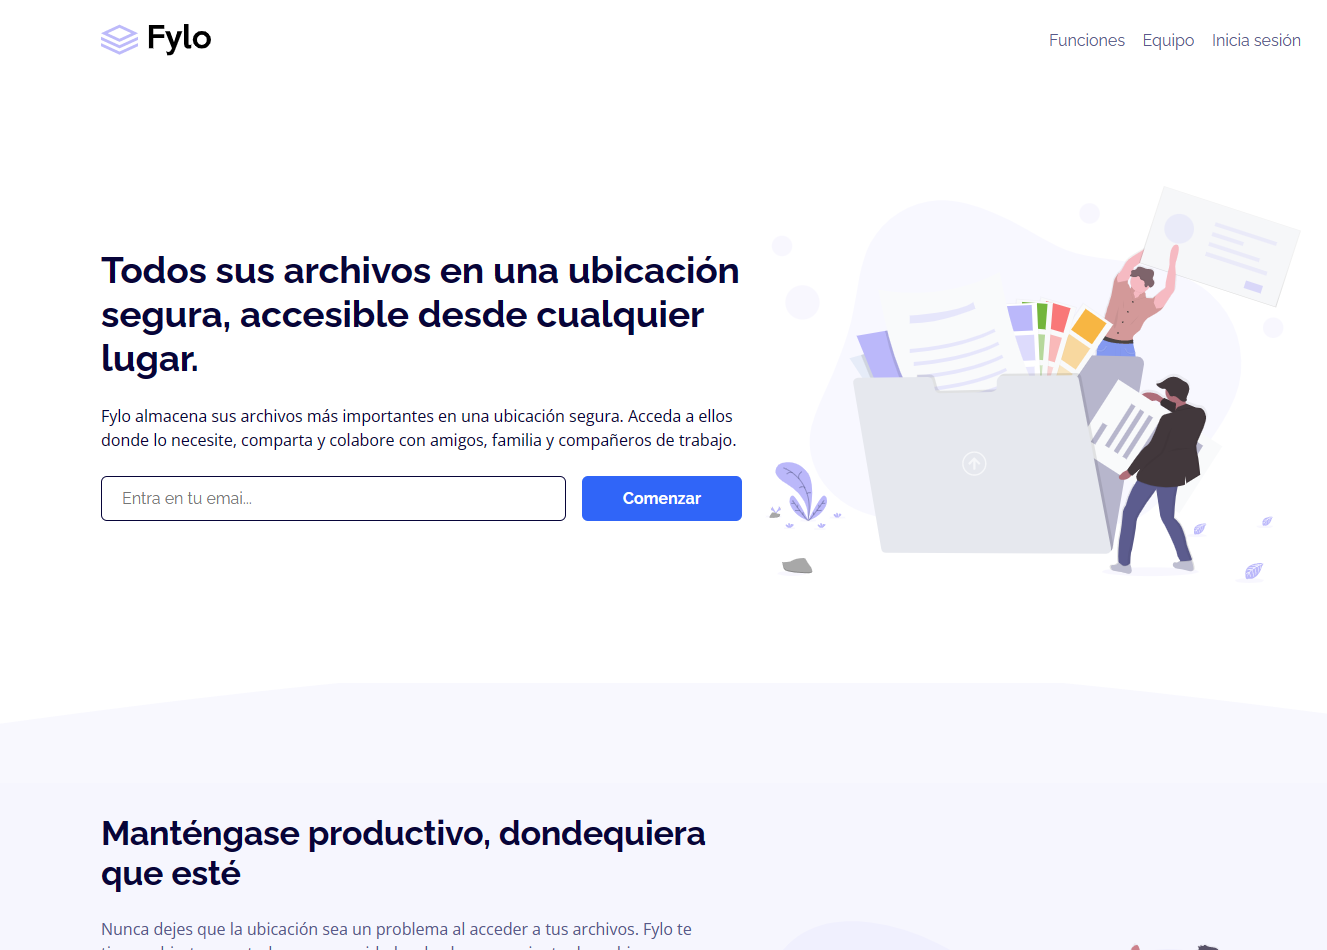 Fylo
Funciones Equipo Inicia sesión
Todos sus archivos en una ubicación
segura, accesible desde cualquier
lugar.
Fylo almacena sus archivos más importantes en una ubicación segura. Acceda a ellos
donde lo necesite, comparta y colabore con amigos, familia y compañeros de trabajo.
Entra en tu emai...
Comenzar
Manténgase productivo, dondequiera
que esté
Nunca dejes que la ubicación sea un problema al acceder a tus archivos. Fylo te